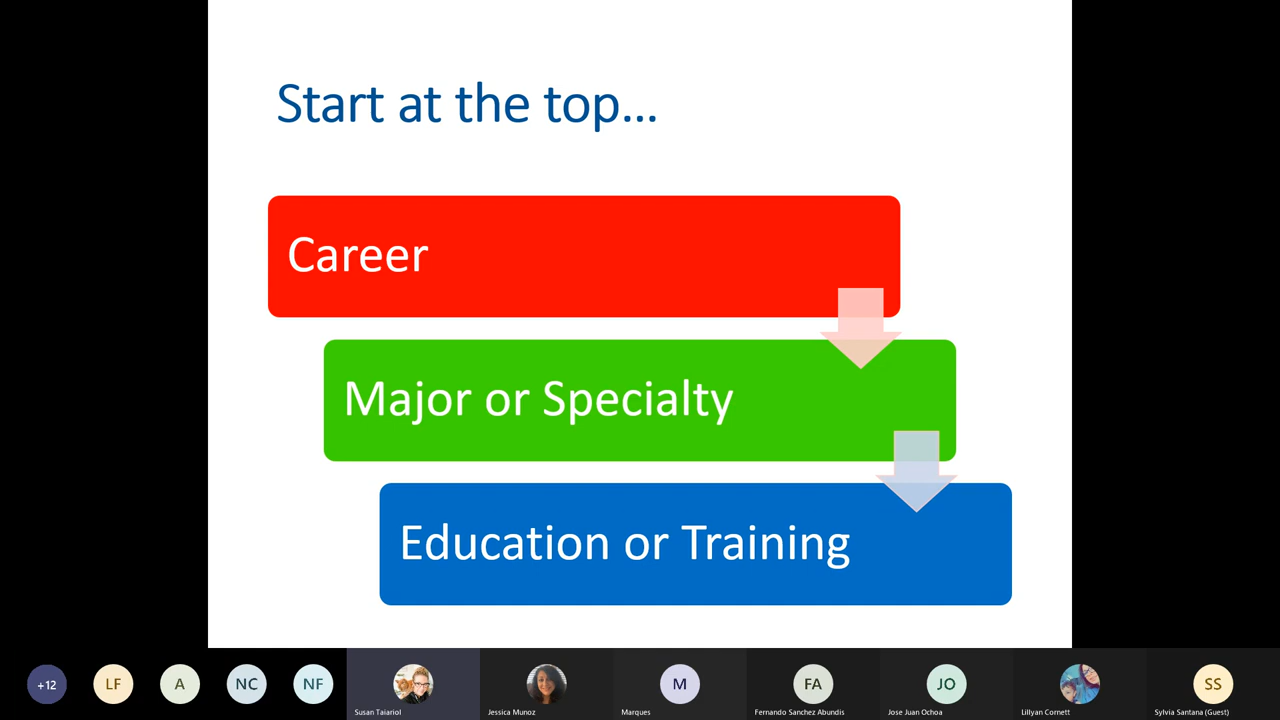 Start at the top...
Career
Major or Specialty
Education or Training
+12
LF
A
NC
NF
M
FA
JO
SS
Susan Taiariol
Jessica Munoz
Marques
Fernando Sanchez Abundis
Jose Juan Ochoa
Lillyan Cornett
Sylvia Santana (Guest)